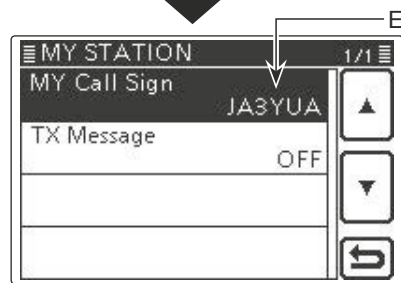 E
MY STATION 1/1
MY Call Sign
JA3YUA
TX Message
OFF